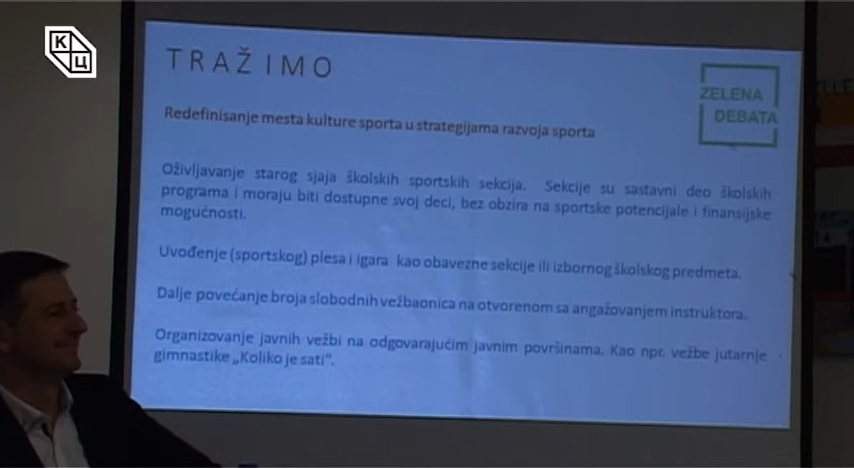 КЦ
TRAŽIMO
ZELENA
DEBATA
Redefinisanje mesta kulture sporta u strategijama razvoja sporta
Oživljavanje starog sjaja školskih sportskih sekcija. Sekcije su sastavni deo školskih
programa i moraju biti dostupne svoj deci, bez obzira na sportske potencijale i finansijske
mogućnosti.
Uvođenje (sportskog) plesa i igara kao obavezne sekcije ili izbornog školskog predmeta.
Dalje povećanje broja slobodnih vežbaonica na otvorenom sa angažovanjem instruktora.
Organizovanje javnih vežbi na odgovarajućim javnim površinama. Kao npr. vežbe jutarnje
gimnastike „Koliko je sati“.